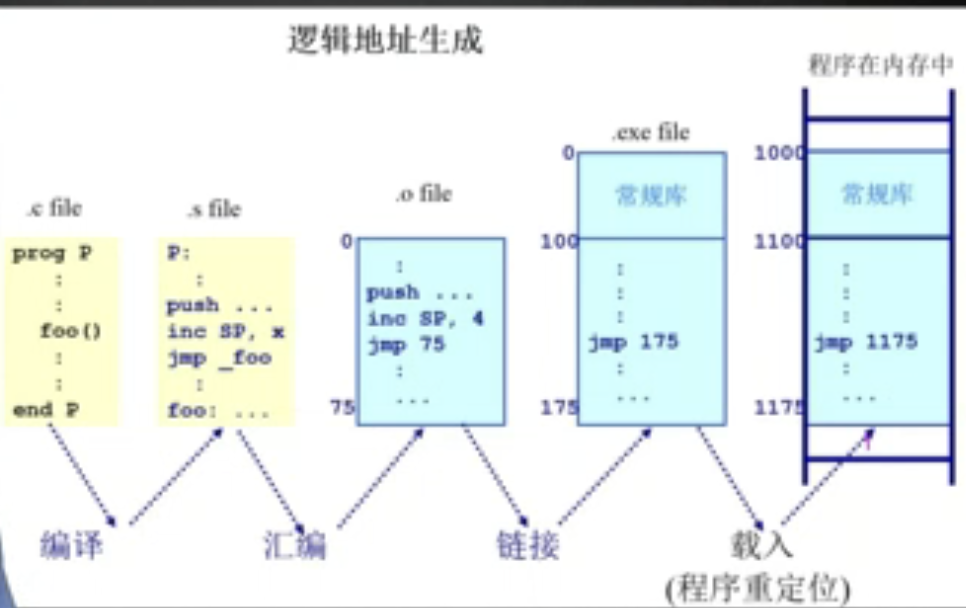 逻辑地址生成
程序在内存中
.c file
prog P
:
:
foo()
:
:
end P
.s file
P:
:
push ...
inc SP, x
jmp _foo
:
foo: ...
.o file
0
:
push ...
inc SP, 4
jmp 75
:
...
75
.exe file
0
常规库
100
:
:
:
jmp 175
:
...
175
1000
常规库
1100
:
:
:
jmp 1175
:
...
1175
编译
汇编
链接
载入
(程序重定位)